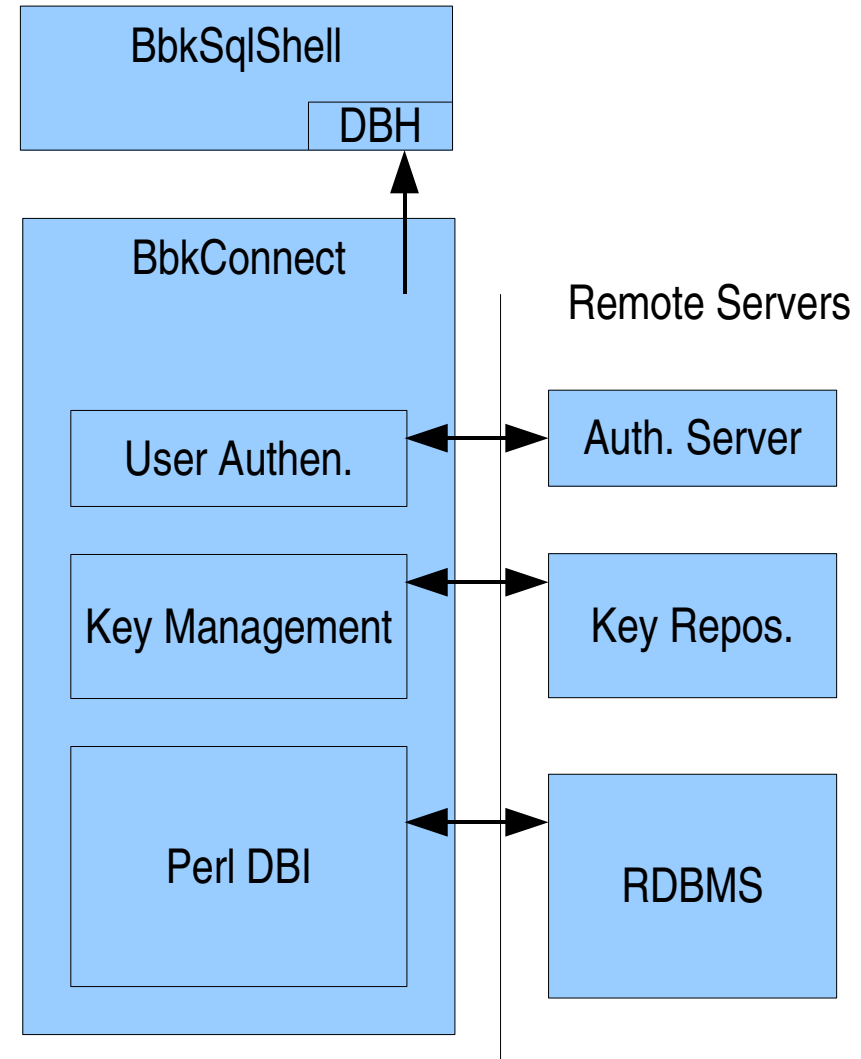 BbkSqlShell
DBH
BbkConnect
Remote Servers
User Authen.
Auth. Server
Key Management
Key Repos.
Perl DBI
RDBMS